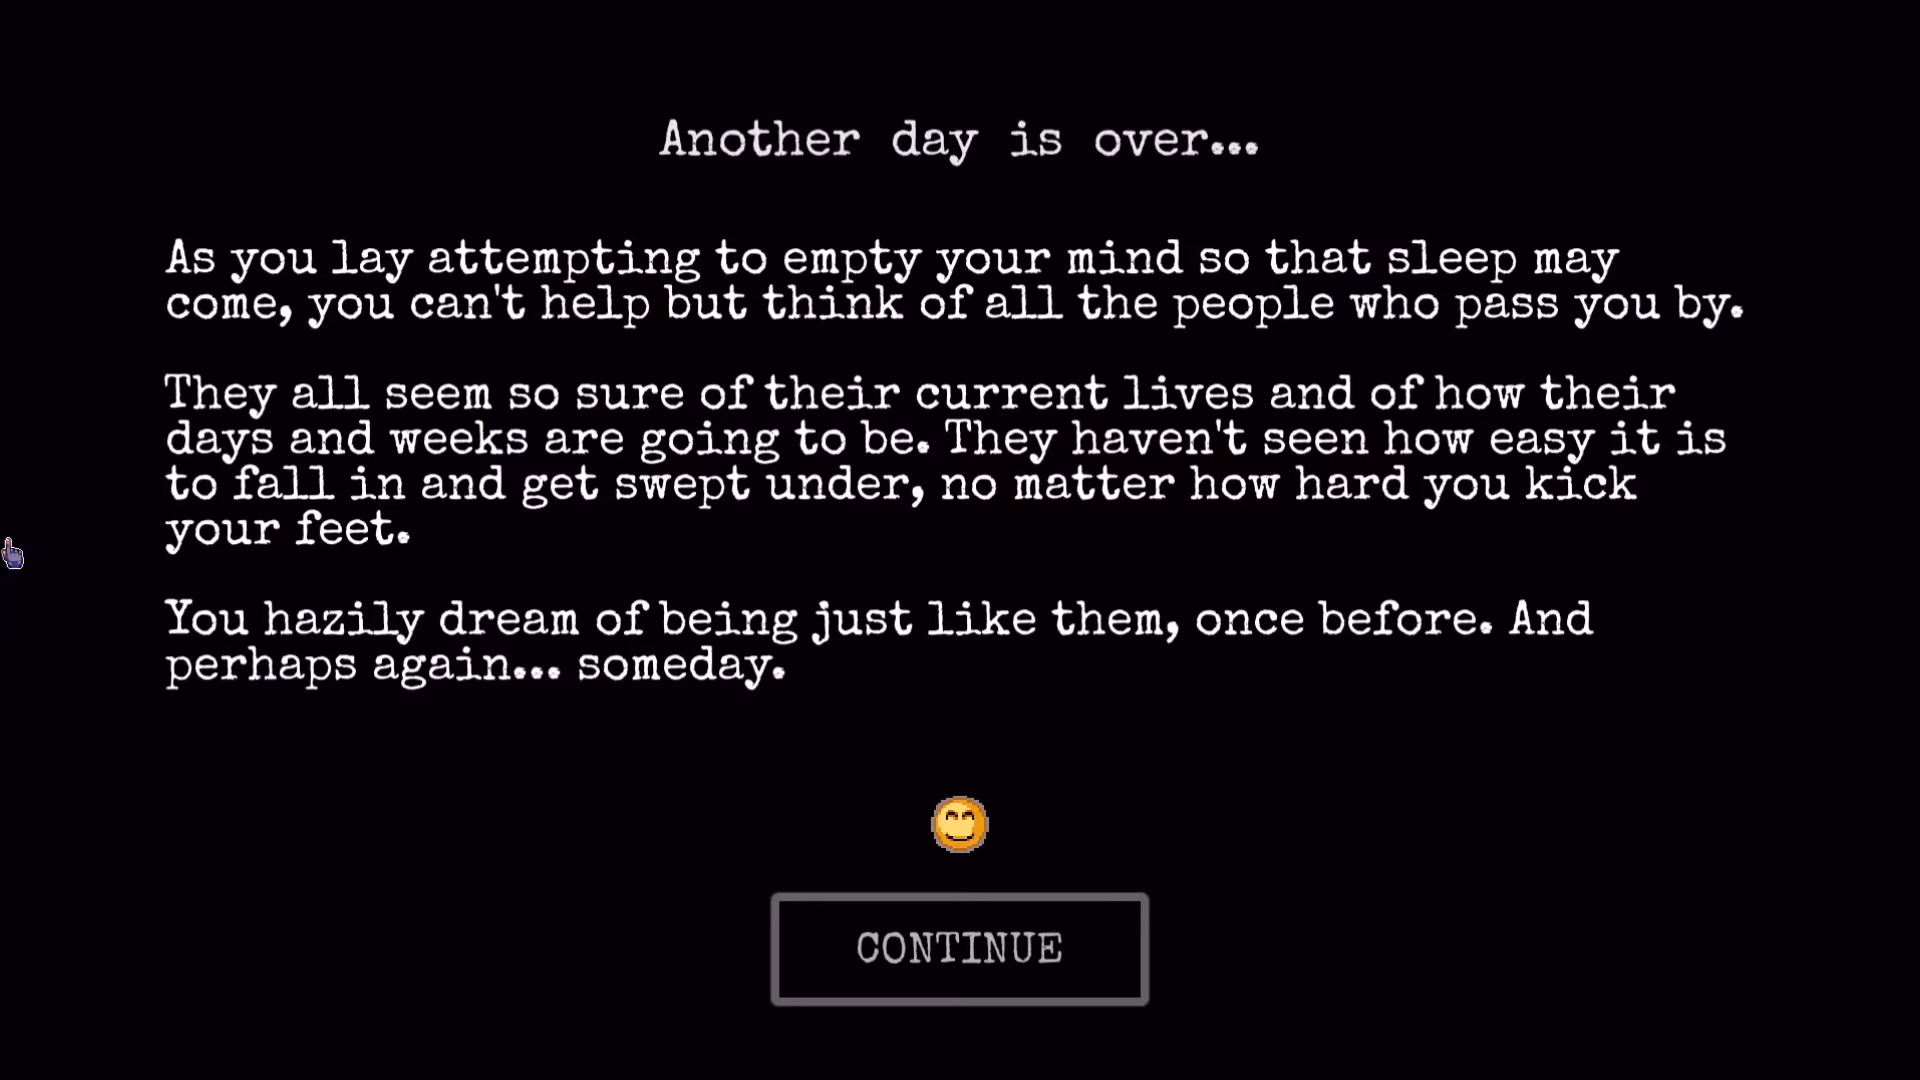 Another day is over...
As you lay attempting to empty your mind so that sleep may
come, you can't help but think of all the people who pass you by.
They all seem so sure of their current lives and of how their
days and weeks are going to be. They haven't seen how easy it is
to fall in and get swept under, no matter how hard you kick
your feet.
You hazily dream of being just like them, once before. And
perhaps again... someday.
CONTINUE